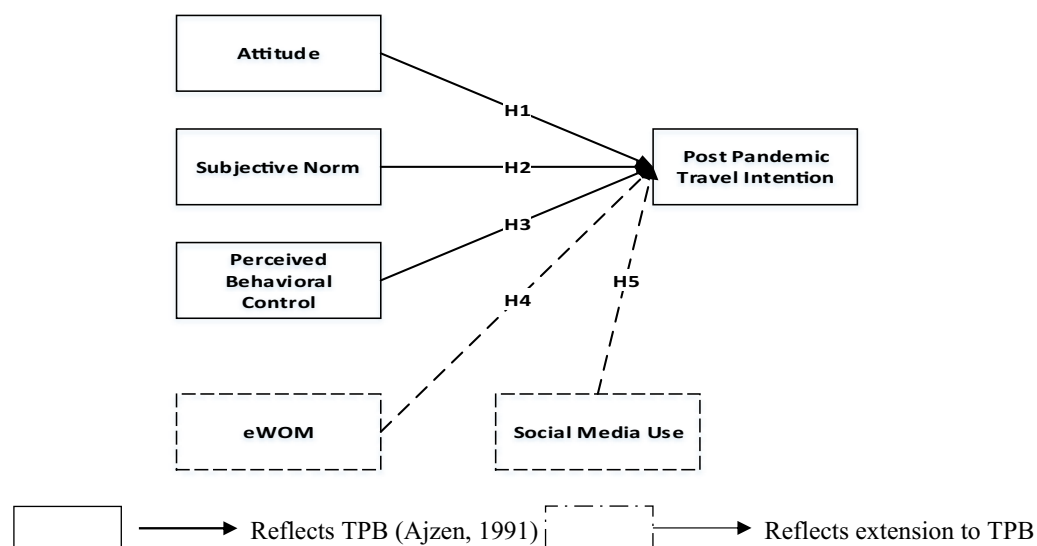 Attitude
H1
Subjective Norm
H2
Post Pandemic
Travel Intention
H3
Perceived
Behavioral
Control
H5
H4
eWOM
Social Media Use
Reflects TPB (Ajzen, 1991)
Reflects extension to TPB